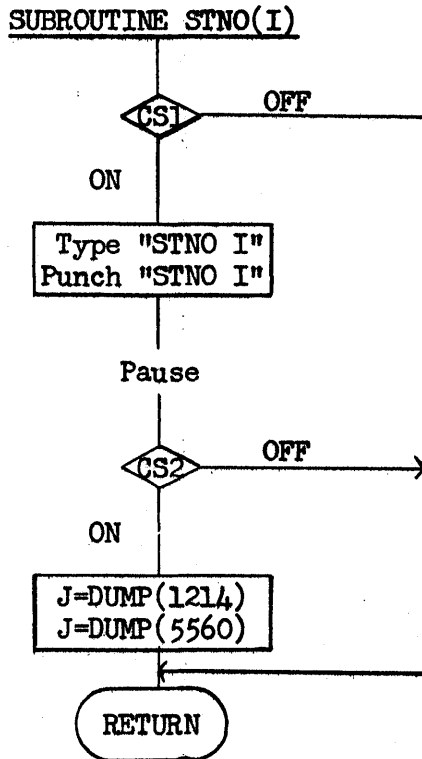 SUBROUTINE STNO(I)
CS1
OFF
ON
Type "STNO I"
Punch "STNO I"
Pause
CS2
OFF
ON
J=DUMP(1214)
J=DUMP(5560)
RETURN